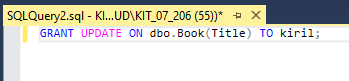 SQLQuery2.sql - KI...UD\KIT_07_206 (55))*
GRANT UPDATE ON dbo.Book(Title) TO kiril;